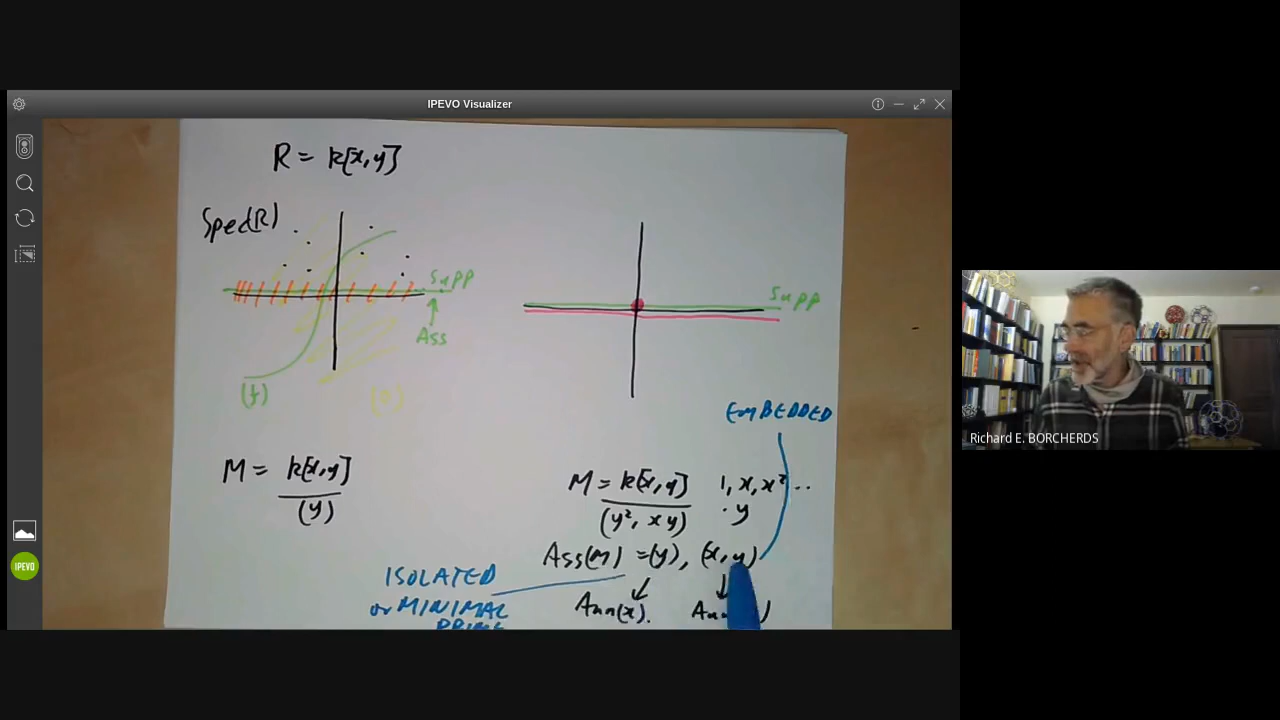 IPEVO Visualizer
R = k[x,y]
Spec(R)
Supp
Ass
(f)
(0)
Supp
EMBEDDED
M = k[x,y]
(y)
M = k[x,y]
(y², xy)
1, x, x² ..
y
Ass(M) = (y), (x, y)
ISOLATED
or MINIMAL
PRIME
Ann(x).
IPEVO
Richard E. BORCHERDS